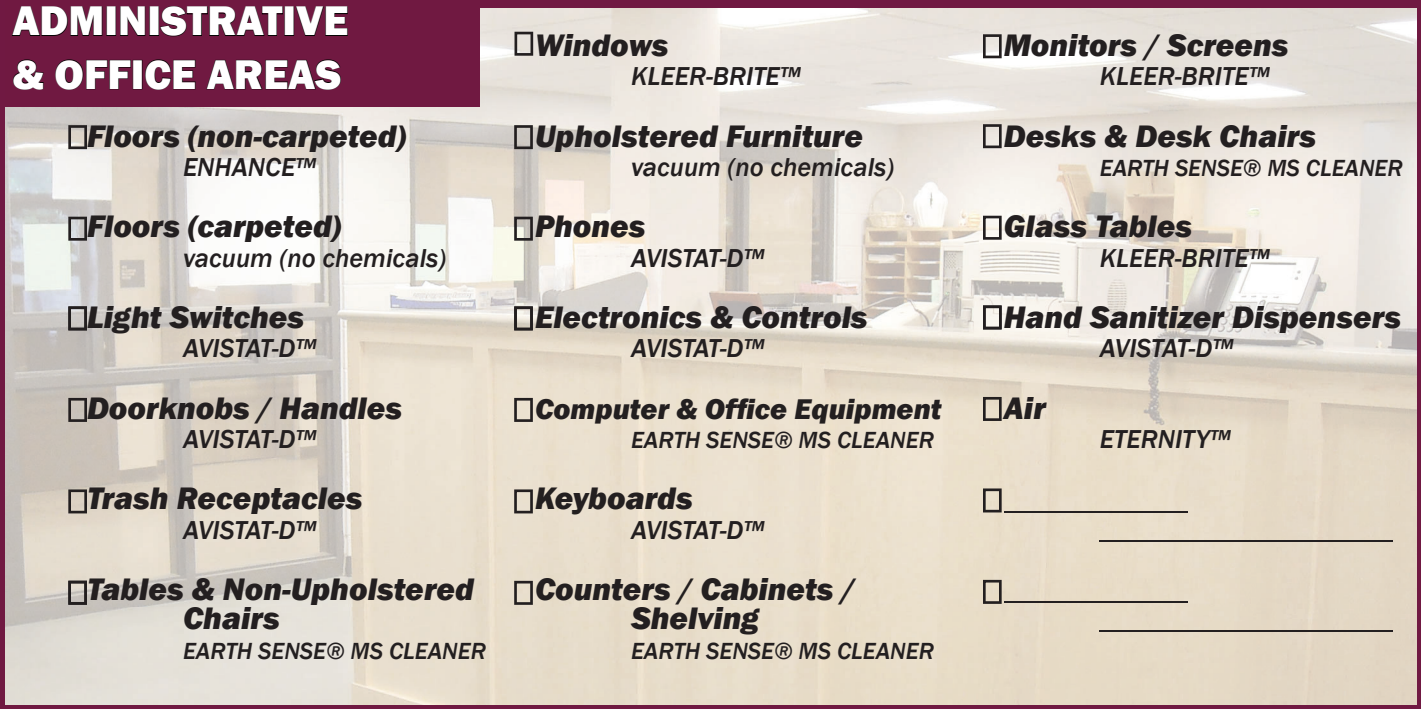 ADMINISTRATIVE
& OFFICE AREAS
☐Floors (non-carpeted)
ENHANCE™
☐Floors (carpeted)
vacuum (no chemicals)
☐Light Switches
AVISTAT-D™
☐Doorknobs / Handles
AVISTAT-D™
☐Trash Receptacles
AVISTAT-D™
☐Tables & Non-Upholstered
Chairs
EARTH SENSE® MS CLEANER
☐Windows
KLEER-BRITE™
☐Upholstered Furniture
vacuum (no chemicals)
☐Phones
AVISTAT-D™
☐Electronics & Controls
AVISTAT-D™
☐Computer & Office Equipment
EARTH SENSE® MS CLEANER
☐Keyboards
AVISTAT-D™
☐Counters / Cabinets /
Shelving
EARTH SENSE® MS CLEANER
☐Monitors / Screens
KLEER-BRITE™
☐Desks & Desk Chairs
EARTH SENSE® MS CLEANER
☐Glass Tables
KLEER-BRITE™
☐Hand Sanitizer Dispensers
AVISTAT-D™
☐Air
ETERNITY™